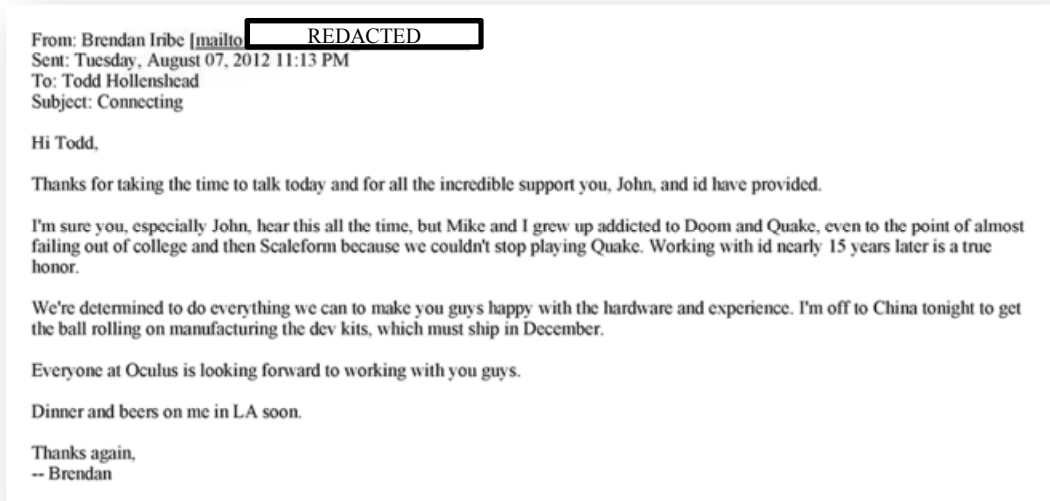 From: Brendan Iribe [mailto REDACTED
Sent: Tuesday, August 07, 2012 11:13 PM
To: Todd Hollenshead
Subject: Connecting
Hi Todd,
Thanks for taking the time to talk today and for all the incredible support you, John, and id have provided.
I'm sure you, especially John, hear this all the time, but Mike and I grew up addicted to Doom and Quake, even to the point of almost
failing out of college and then Scaleform because we couldn't stop playing Quake. Working with id nearly 15 years later is a true
honor.
We're determined to do everything we can to make you guys happy with the hardware and experience. I'm off to China tonight to get
the ball rolling on manufacturing the dev kits, which must ship in December.
Everyone at Oculus is looking forward to working with you guys.
Dinner and beers on me in LA soon.
Thanks again,
-- Brendan